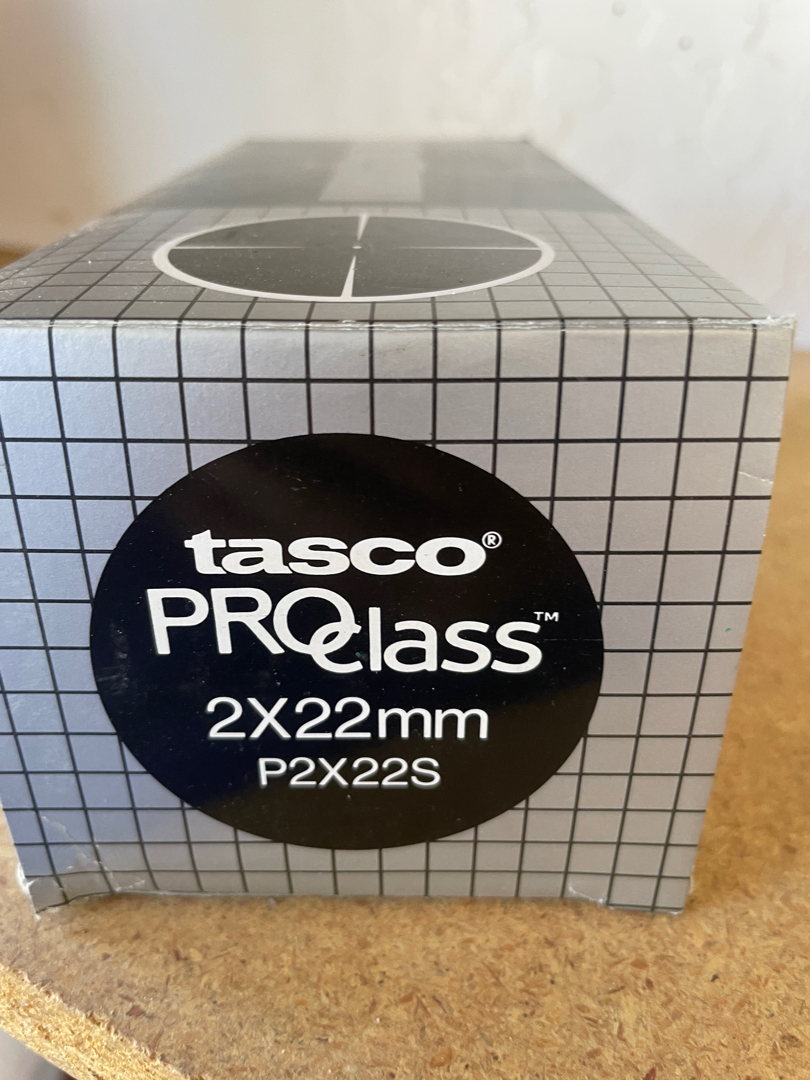 tasco®
PROclass™
2X22mm
P2X22S